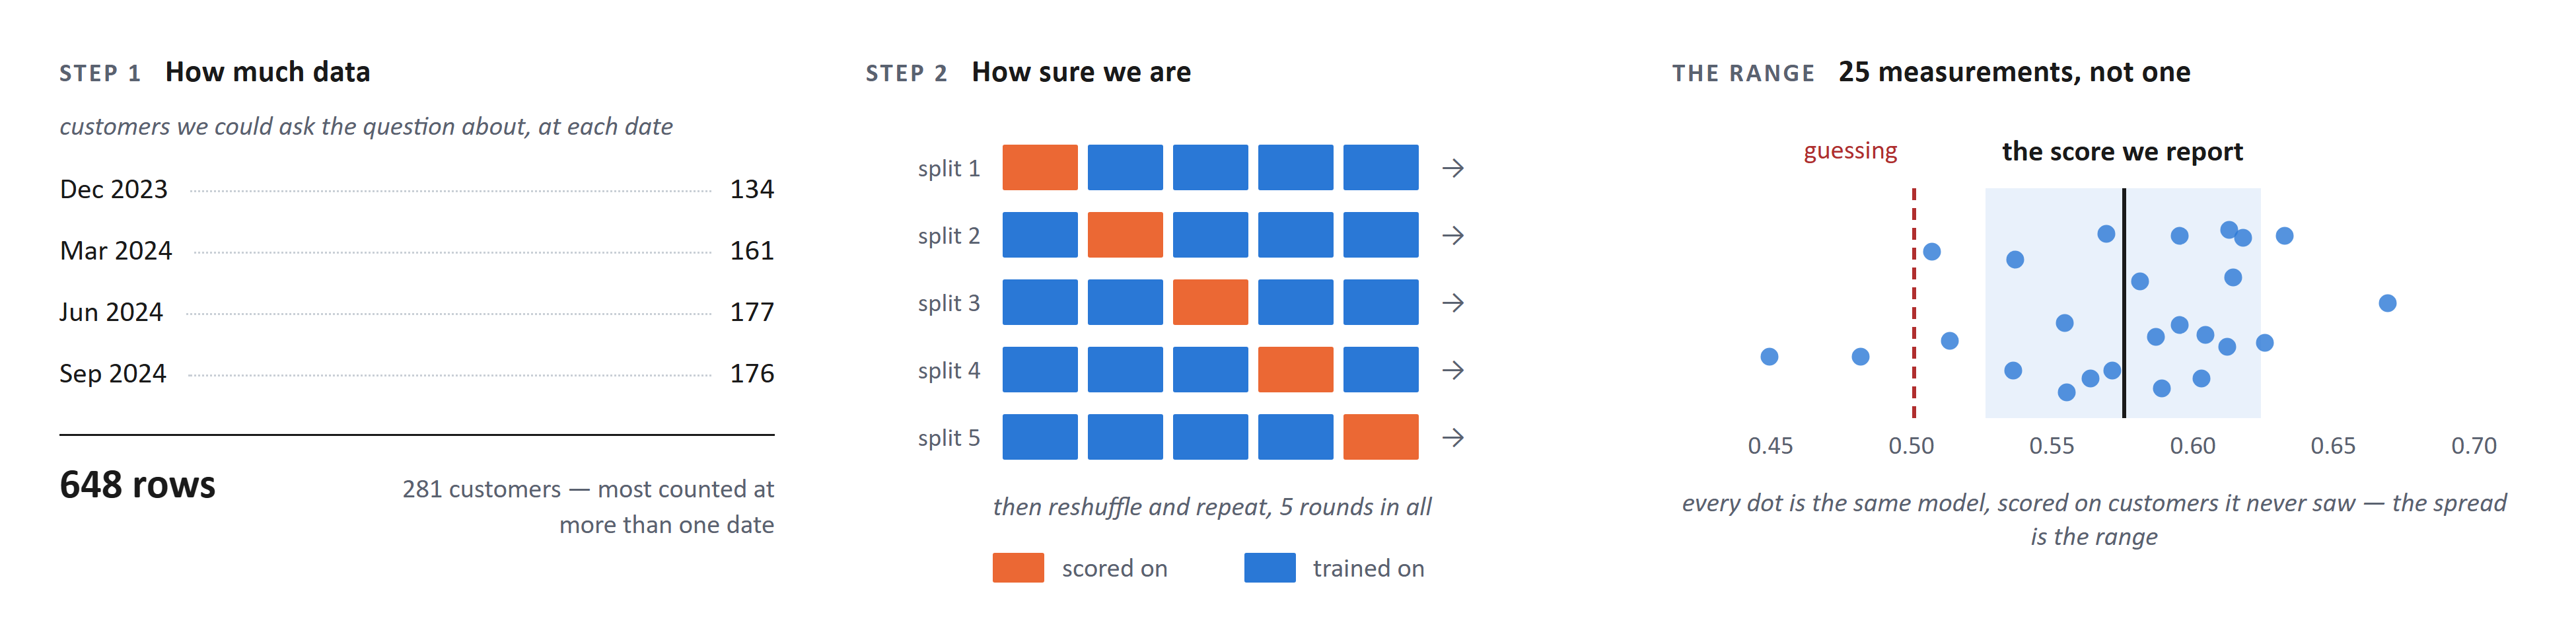 STEP 1 How much data
customers we could ask the question about, at each date
Dec 2023 134
Mar 2024 161
Jun 2024 177
Sep 2024 176
648 rows
281 customers — most counted at
more than one date
STEP 2 How sure we are
split 1 →
split 2 →
split 3 →
split 4 →
split 5 →
then reshuffle and repeat, 5 rounds in all
scored on
trained on
THE RANGE 25 measurements, not one
guessing
the score we report
0.45 0.50 0.55 0.60 0.65 0.70
every dot is the same model, scored on customers it never saw — the spread
is the range